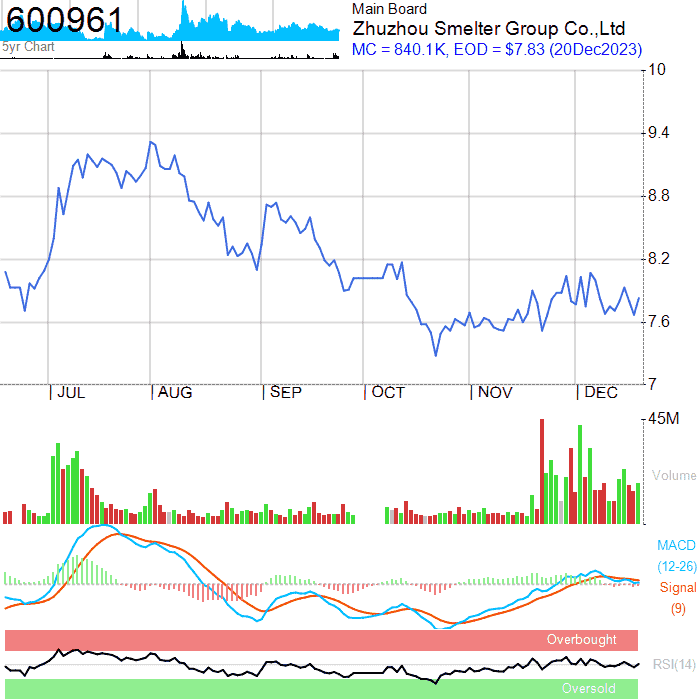 600961
5yr Chart
Main Board
Zhuzhou Smelter Group Co.,Ltd
MC = 840.1K, EOD = $7.83 (20Dec2023)
10
9.4
8.8
8.2
7.6
7
JUL AUG SEP OCT NOV DEC
45M
Volume
MACD
(12-26)
Signal
(9)
Overbought
RSI(14)
Oversold